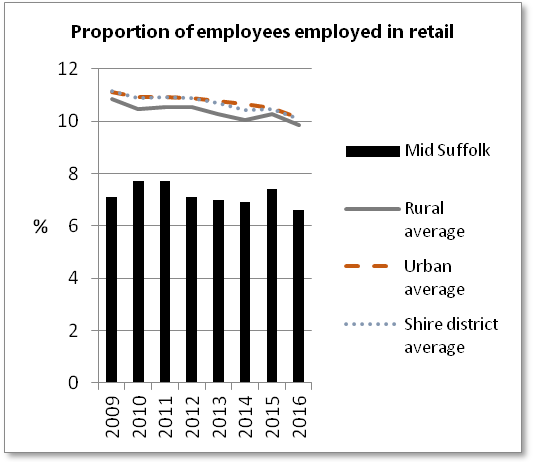 Proportion of employees employed in retail
12
10
8
6
4
2
0
%
2009
2010
2011
2012
2013
2014
2015
2016
Mid Suffolk
Rural
average
Urban
average
Shire district
average